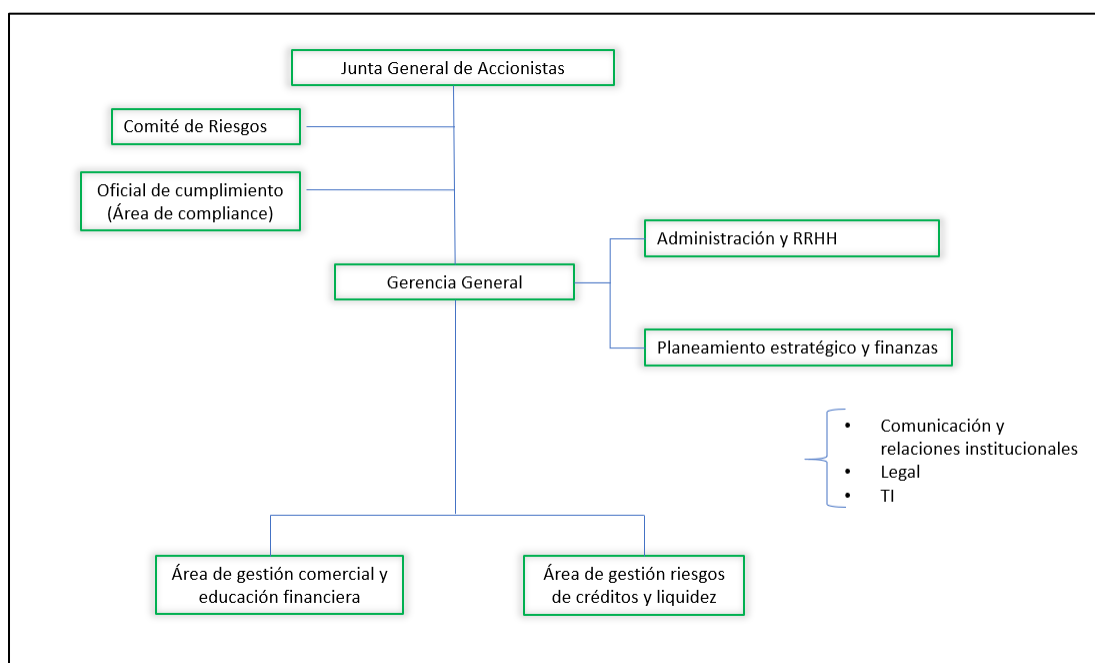 Junta General de Accionistas
Comité de Riesgos
Oficial de cumplimiento
(Área de compliance)
Administración y RRHH
Gerencia General
Planeamiento estratégico y finanzas
• Comunicación y
relaciones institucionales
• Legal
• TI
Área de gestión comercial y
educación financiera
Área de gestión riesgos
de créditos y liquidez